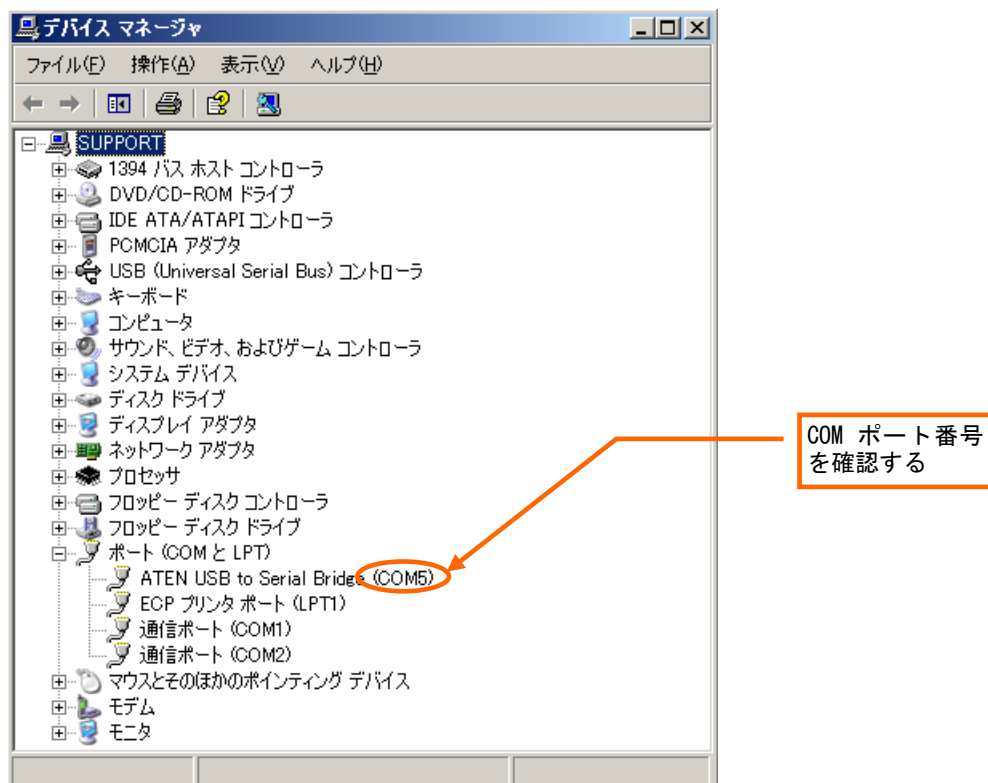 デバイス マネージャ
ファイル(F) 操作(A) 表示(V) ヘルプ(H)
SUPPORT
1394 バス ホスト コントローラ
DVD/CD-ROM ドライブ
IDE ATA/ATAPI コントローラ
PCMCIA アダプタ
USB (Universal Serial Bus) コントローラ
キーボード
コンピュータ
サウンド、ビデオ、およびゲーム コントローラ
システム デバイス
ディスク ドライブ
ディスプレイ アダプタ
ネットワーク アダプタ
プロセッサ
フロッピー ディスク コントローラ
フロッピー ディスク ドライブ
ポート (COM と LPT)
ATEN USB to Serial Bridge (COM5)
ECP プリンタ ポート (LPT1)
通信ポート (COM1)
通信ポート (COM2)
マウスとそのほかのポインティング デバイス
モデム
モニタ
COM ポート番号
を確認する